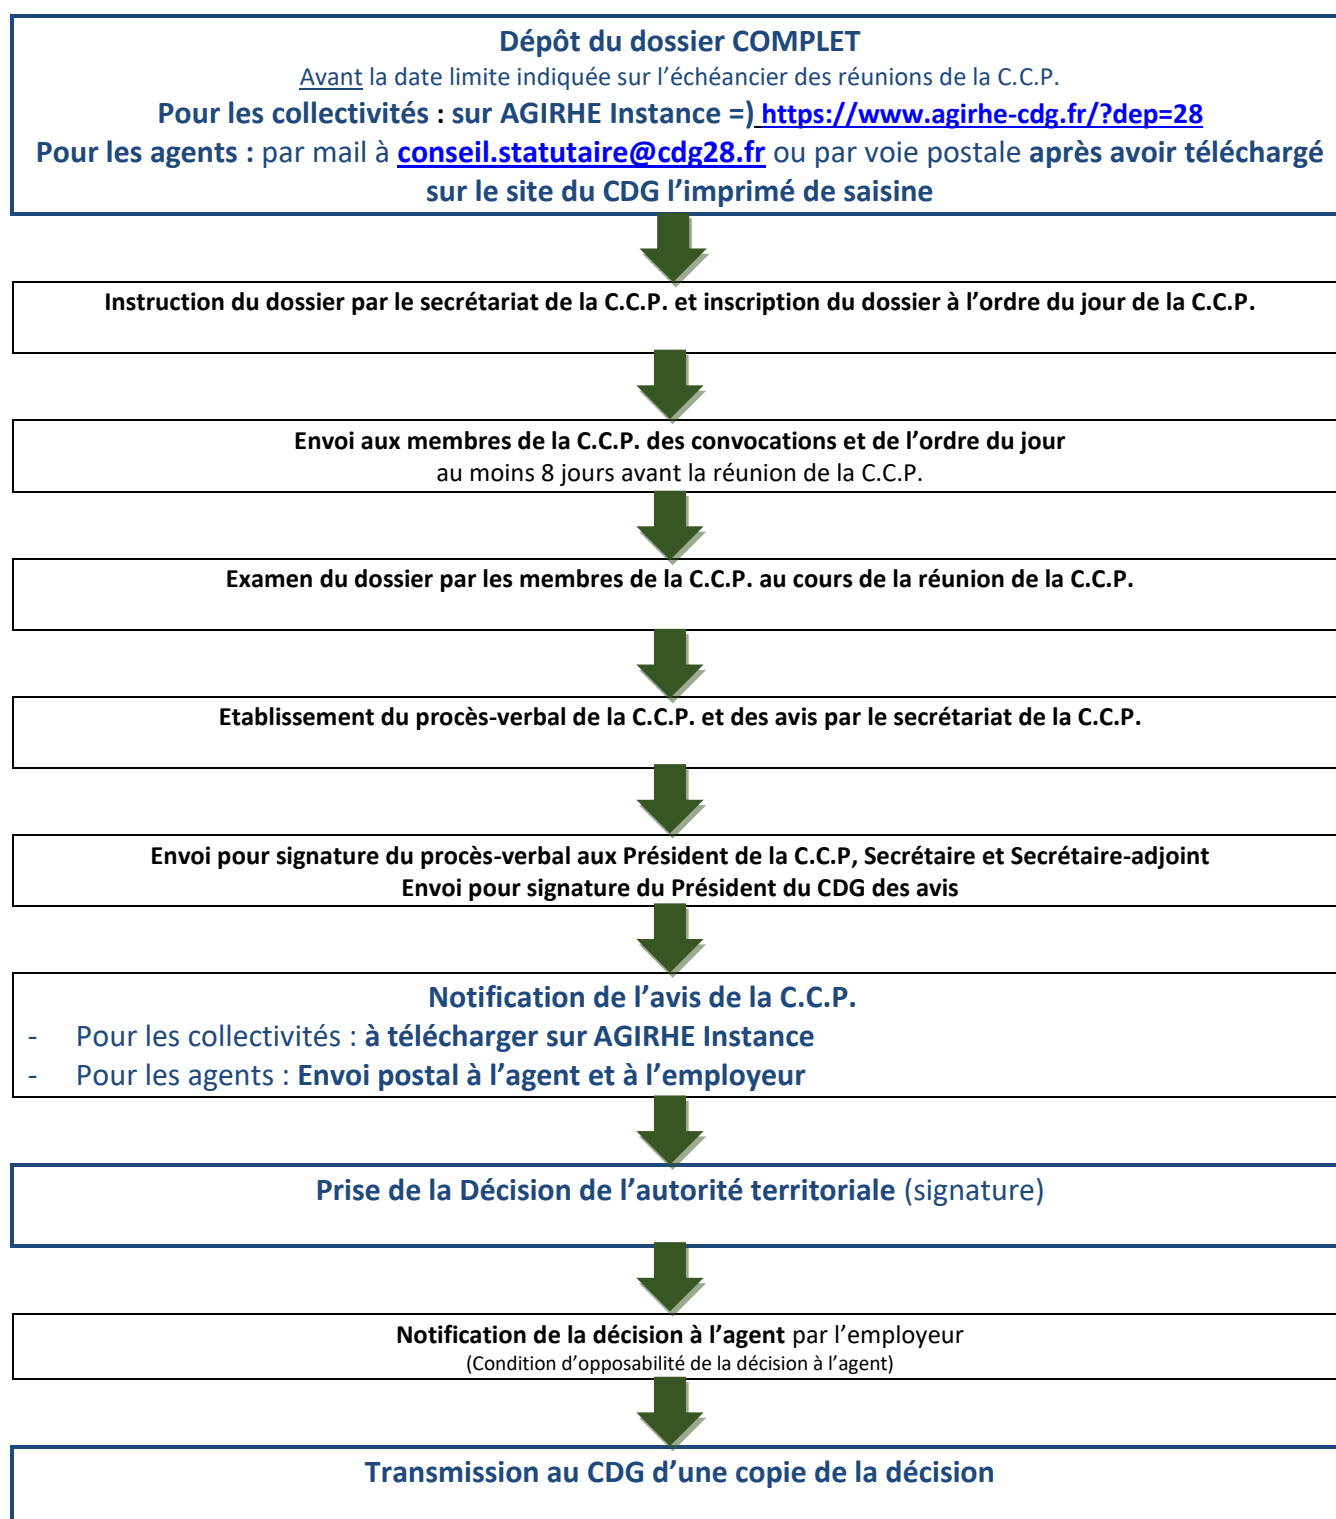 Dépôt du dossier COMPLET
Avant la date limite indiquée sur l’échéancier des réunions de la C.C.P.
Pour les collectivités : sur AGIRHE Instance =) https://www.agirhe-cdg.fr/?dep=28
Pour les agents : par mail à conseil.statutaire@cdg28.fr ou par voie postale après avoir téléchargé
sur le site du CDG l’imprimé de saisine
Instruction du dossier par le secrétariat de la C.C.P. et inscription du dossier à l’ordre du jour de la C.C.P.
Envoi aux membres de la C.C.P. des convocations et de l’ordre du jour
au moins 8 jours avant la réunion de la C.C.P.
Examen du dossier par les membres de la C.C.P. au cours de la réunion de la C.C.P.
Etablissement du procès-verbal de la C.C.P. et des avis par le secrétariat de la C.C.P.
Envoi pour signature du procès-verbal aux Président de la C.C.P, Secrétaire et Secrétaire-adjoint
Envoi pour signature du Président du CDG des avis
Notification de l’avis de la C.C.P.
- Pour les collectivités : à télécharger sur AGIRHE Instance
- Pour les agents : Envoi postal à l’agent et à l’employeur
Prise de la Décision de l’autorité territoriale (signature)
Notification de la décision à l’agent par l’employeur
(Condition d’opposabilité de la décision à l’agent)
Transmission au CDG d’une copie de la décision